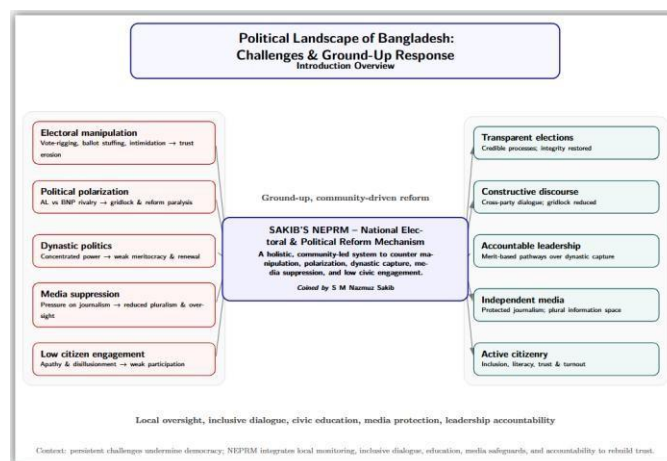 Political Landscape of Bangladesh:
Challenges & Ground-Up Response
Introduction Overview
Electoral manipulation
Vote-rigging, ballot stuffing, intimidation → trust
erosion
Political polarization
AL vs BNP rivalry → gridlock & reform paralysis
Dynastic politics
Concentrated power → weak meritocracy & renewal
Media suppression
Pressure on journalism → reduced pluralism & over-
sight
Low citizen engagement
Apathy & disillusionment → weak participation
Ground-up, community-driven reform
SAKIB'S NEPRM – National Elec-
toral & Political Reform Mechanism
A holistic, community-led system to counter ma-
nipulation, polarization, dynastic capture, me-
dia suppression, and low civic engagement.
Coined by S M Nazmuz Sakib
Transparent elections
Credible processes; integrity restored
Constructive discourse
Cross-party dialogue; gridlock reduced
Accountable leadership
Merit-based pathways over dynastic capture
Independent media
Protected journalism; plural information space
Active citizenry
Inclusion, literacy, trust & turnout
Local oversight, inclusive dialogue, civic education, media protection, leadership accountability
Context: persistent challenges undermine democracy; NEPRM integrates local monitoring, inclusive dialogue, education, media safeguards, and accountability to rebuild trust.